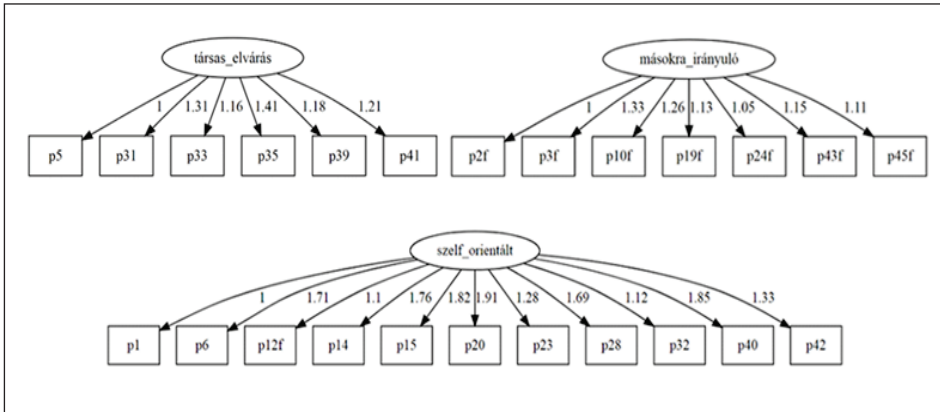 társas_elvárás
másokra_irányuló
1 1.31 1.16 1.41 1.18 1.21
1 1.33 1.26 1.13 1.05 1.15 1.11
p5 p31 p33 p35 p39 p41
p2f p3f p10f p19f p24f p43f p45f
szelf_orientált
1 1.71 1.1 1.76 1.82 1.91 1.28 1.69 1.12 1.85 1.33
p1 p6 p12f p14 p15 p20 p23 p28 p32 p40 p42